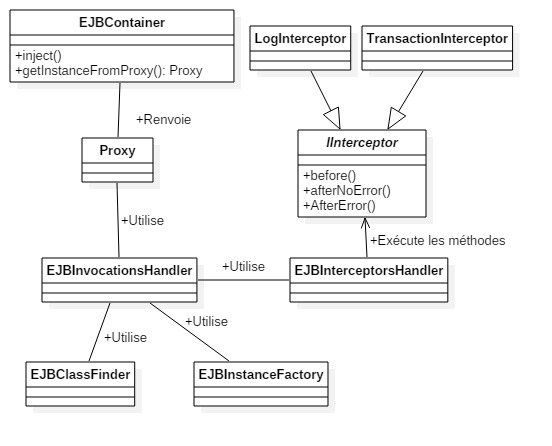 EJBContainer
+inject()
+getInstanceFromProxy(): Proxy
LogInterceptor
TransactionInterceptor
+Renvoie
Proxy
IInterceptor
+before()
+afterNoError()
+AfterError()
+Utilise
+Exécute les méthodes
EJBInvocationsHandler
+Utilise
EJBInterceptorsHandler
+Utilise
+Utilise
EJBClassFinder
EJBInstanceFactory